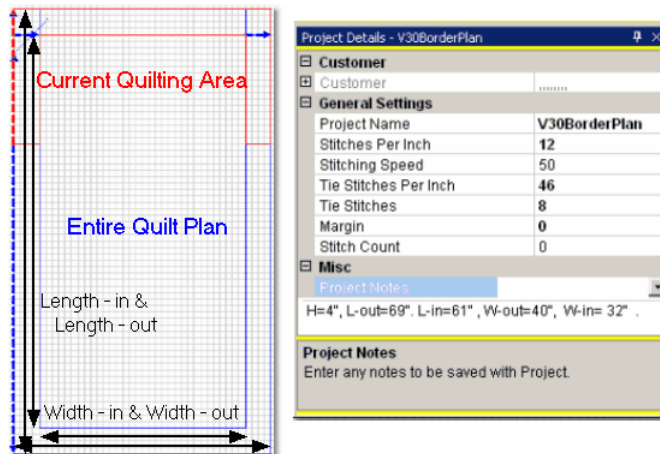 Current Quilting Area
Entire Quilt Plan
Length - in &
Length - out
Width - in & Width - out
Project Details - V30BorderPlan
Customer
Customer ........
General Settings
Project Name V30BorderPlan
Stitches Per Inch 12
Stitching Speed 50
Tie Stitches Per Inch 46
Tie Stitches 8
Margin 0
Stitch Count 0
Misc
Project Notes
H=4", L-out=69". L-in=61" , W-out=40", W-in= 32" .
Project Notes
Enter any notes to be saved with Project.